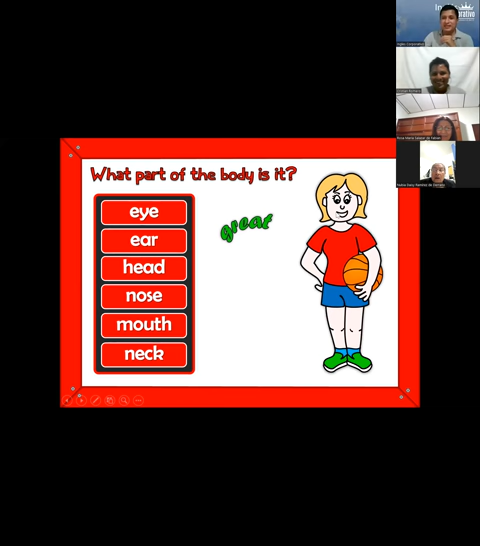 What part of the body is it?
eye
ear
head
nose
mouth
neck
great